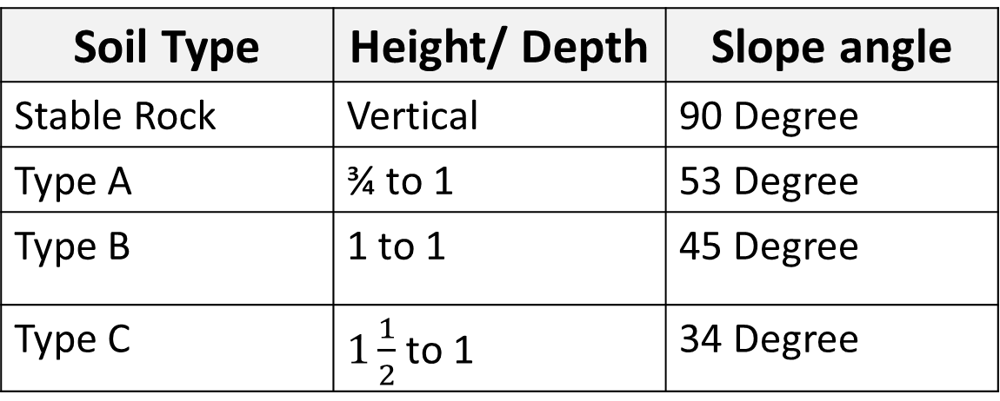 Soil Type Height/ Depth Slope angle
Stable Rock Vertical 90 Degree
Type A ¾ to 1 53 Degree
Type B 1 to 1 45 Degree
Type C 1 1/2 to 1 34 Degree